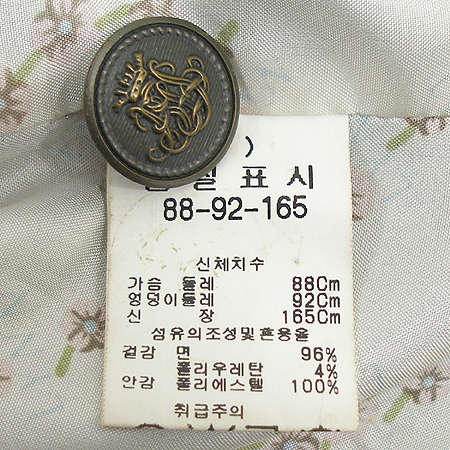 )
표 시
88-92-165
신체치수
가슴 둘레 88Cm
엉덩이둘레 92Cm
신 장 165Cm
섬유의조성및혼용율
겉감 면 96%
폴리우레탄 4%
안감 폴리에스텔 100%
취급주의